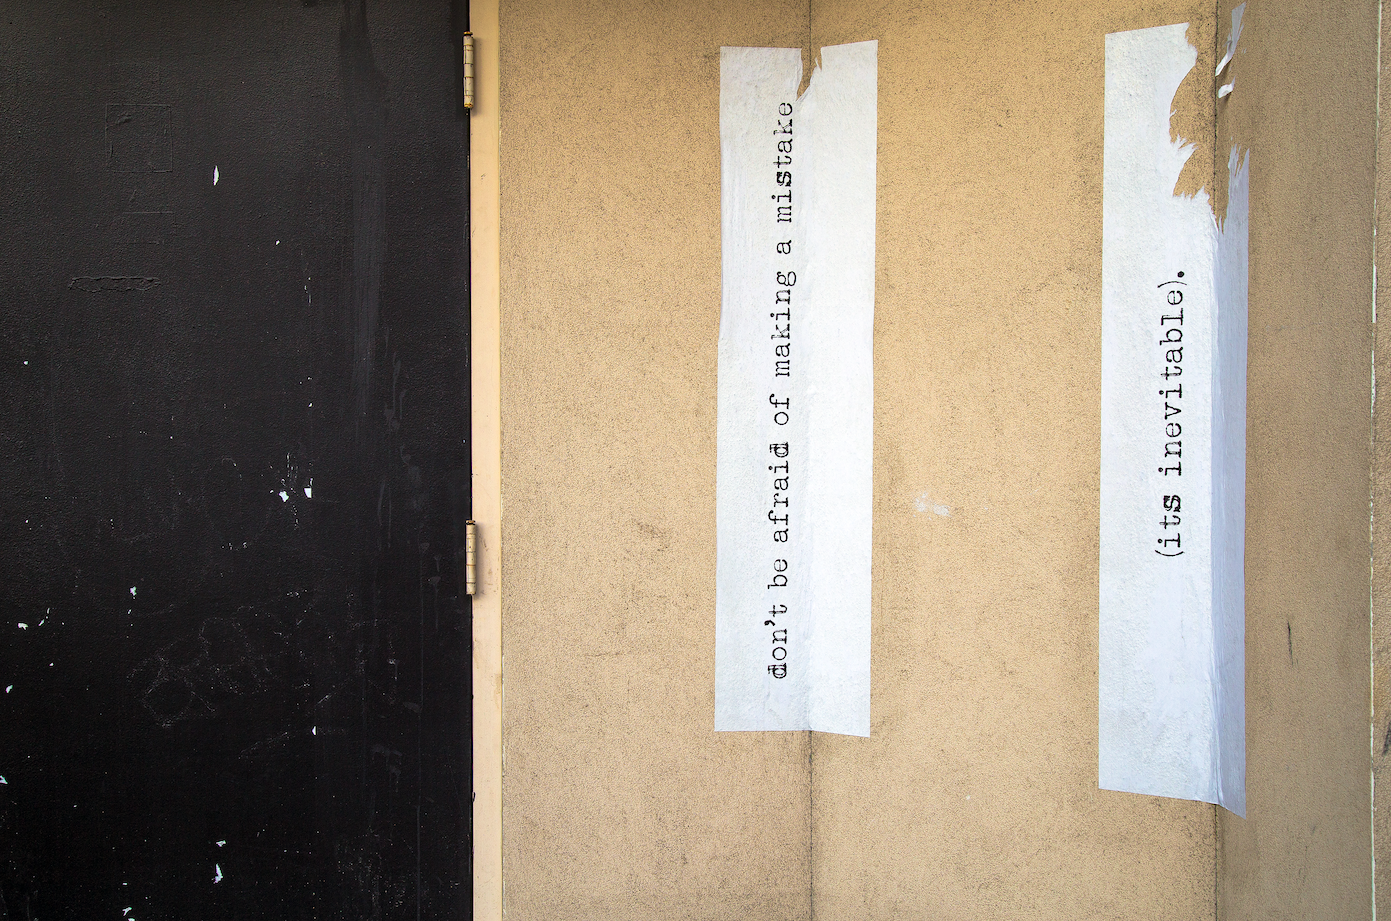 don't be afraid of making a mistake
(its inevitable).